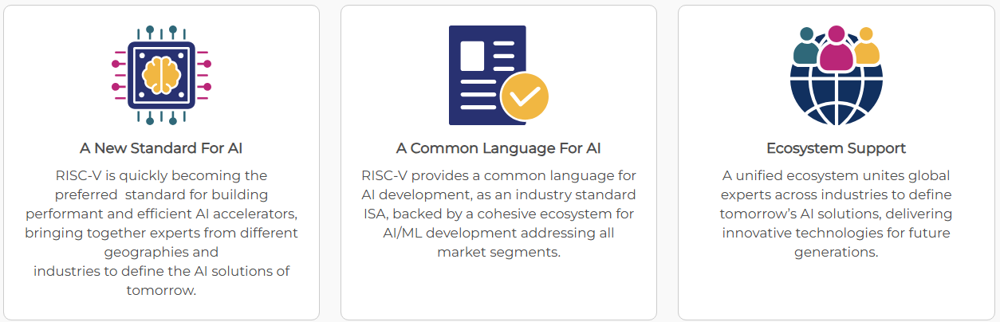 A New Standard For AI
RISC-V is quickly becoming the
preferred  standard for building
performant and efficient AI accelerators,
bringing together experts from different
geographies and
industries to define the AI solutions of
tomorrow.
A Common Language For AI
RISC-V provides a common language for
AI development, as an industry standard
ISA, backed by a cohesive ecosystem for
AI/ML development addressing all
market segments.
Ecosystem Support
A unified ecosystem unites global
experts across industries to define
tomorrow’s AI solutions, delivering
innovative technologies for future
generations.